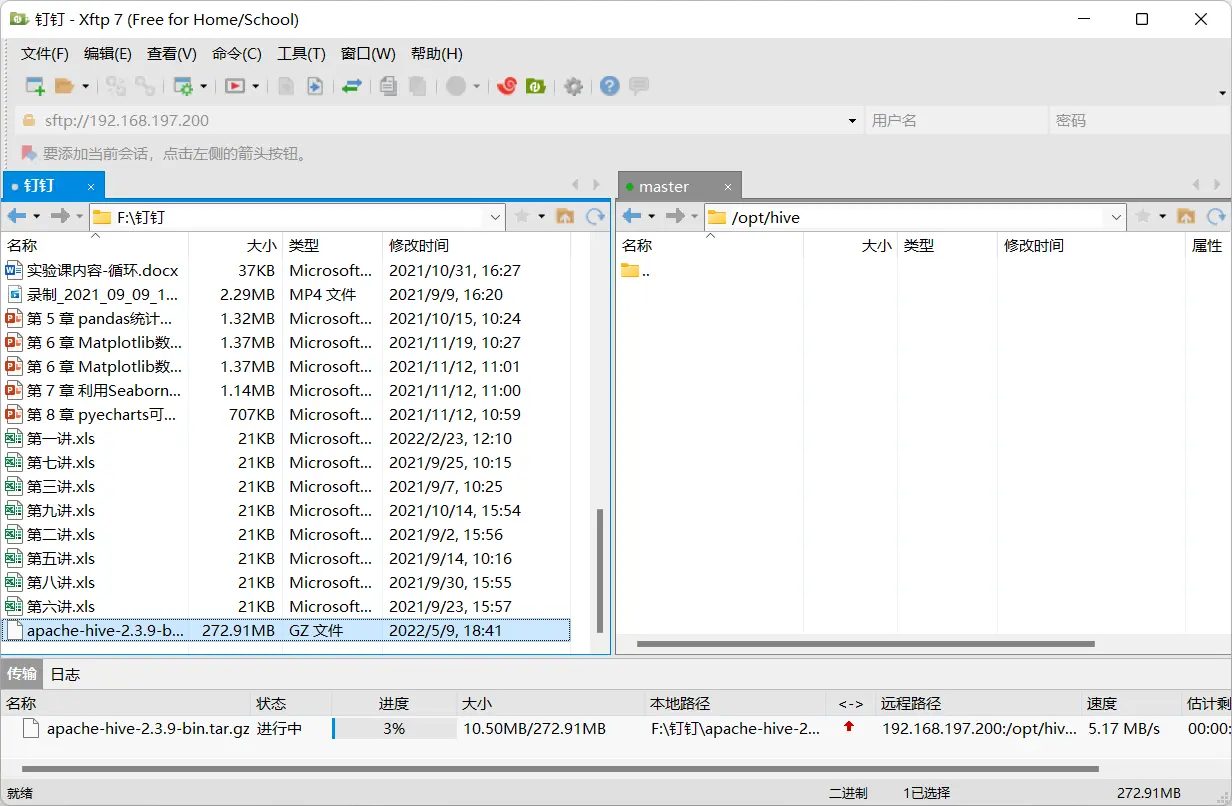 钉钉 - Xftp 7 (Free for Home/School)
文件(F) 编辑(E) 查看(V) 命令(C) 工具(T) 窗口(W) 帮助(H)
sftp://192.168.197.200 用户名 密码
要添加当前会话，点击左侧的箭头按钮。
钉钉 × master ×
F:\钉钉 /opt/hive
名称 大小 类型 修改时间 名称 大小 类型 修改时间 属性
实验课内容-循环.docx 37KB Microsoft... 2021/10/31, 16:27 ..
录制_2021_09_09_1... 2.29MB MP4 文件 2021/9/9, 16:20
第 5 章 pandas统计... 1.32MB Microsoft... 2021/10/15, 10:24
第 6 章 Matplotlib数... 1.37MB Microsoft... 2021/11/19, 10:27
第 6 章 Matplotlib数... 1.37MB Microsoft... 2021/11/12, 11:01
第 7 章 利用Seaborn... 1.14MB Microsoft... 2021/11/12, 11:00
第 8 章 pyecharts可... 707KB Microsoft... 2021/11/12, 10:59
第一讲.xls 21KB Microsoft... 2022/2/23, 12:10
第七讲.xls 21KB Microsoft... 2021/9/25, 10:15
第三讲.xls 21KB Microsoft... 2021/9/7, 10:25
第九讲.xls 21KB Microsoft... 2021/10/14, 15:54
第二讲.xls 21KB Microsoft... 2021/9/2, 15:56
第五讲.xls 21KB Microsoft... 2021/9/14, 10:16
第八讲.xls 21KB Microsoft... 2021/9/30, 15:55
第六讲.xls 21KB Microsoft... 2021/9/23, 15:57
apache-hive-2.3.9-b... 272.91MB GZ 文件 2022/5/9, 18:41
传输 日志
名称 状态 进度 大小 本地路径 <-> 远程路径 速度 估计剩
apache-hive-2.3.9-bin.tar.gz 进行中 3% 10.50MB/272.91MB F:\钉钉\apache-hive-2... 192.168.197.200:/opt/hiv... 5.17 MB/s 00:00:
就绪 二进制 1已选择 272.91MB